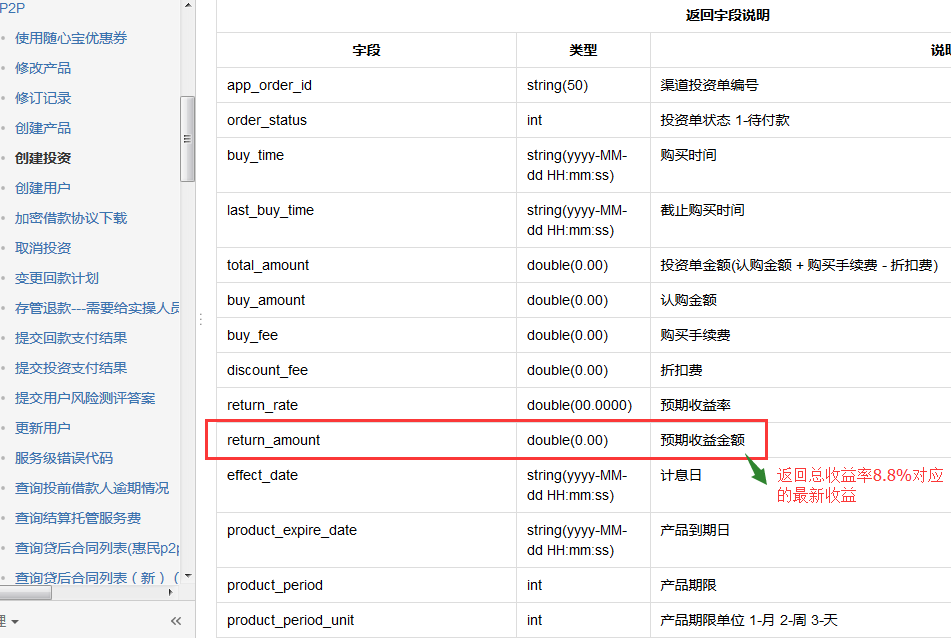 P2P
使用随心宝优惠券
修改产品
修订记录
创建产品
创建投资
创建用户
加密借款协议下载
取消投资
变更回款计划
存管退款---需要给实操人员
提交回款支付结果
提交投资支付结果
提交用户风险测评答案
更新用户
服务级错误代码
查询投前借款人逾期情况
查询结算托管服务费
查询贷后合同列表(惠民p2p
查询贷后合同列表（新）（
理
返回字段说明
字段 类型 说明
app_order_id string(50) 渠道投资单编号
order_status int 投资单状态 1-待付款
buy_time string(yyyy-MM-dd HH:mm:ss) 购买时间
last_buy_time string(yyyy-MM-dd HH:mm:ss) 截止购买时间
total_amount double(0.00) 投资单金额(认购金额 + 购买手续费 - 折扣费)
buy_amount double(0.00) 认购金额
buy_fee double(0.00) 购买手续费
discount_fee double(0.00) 折扣费
return_rate double(00.0000) 预期收益率
return_amount double(0.00) 预期收益金额
返回总收益率8.8%对应
的最新收益
effect_date string(yyyy-MM-dd HH:mm:ss) 计息日
product_expire_date string(yyyy-MM-dd HH:mm:ss) 产品到期日
product_period int 产品期限
product_period_unit int 产品期限单位 1-月 2-周 3-天